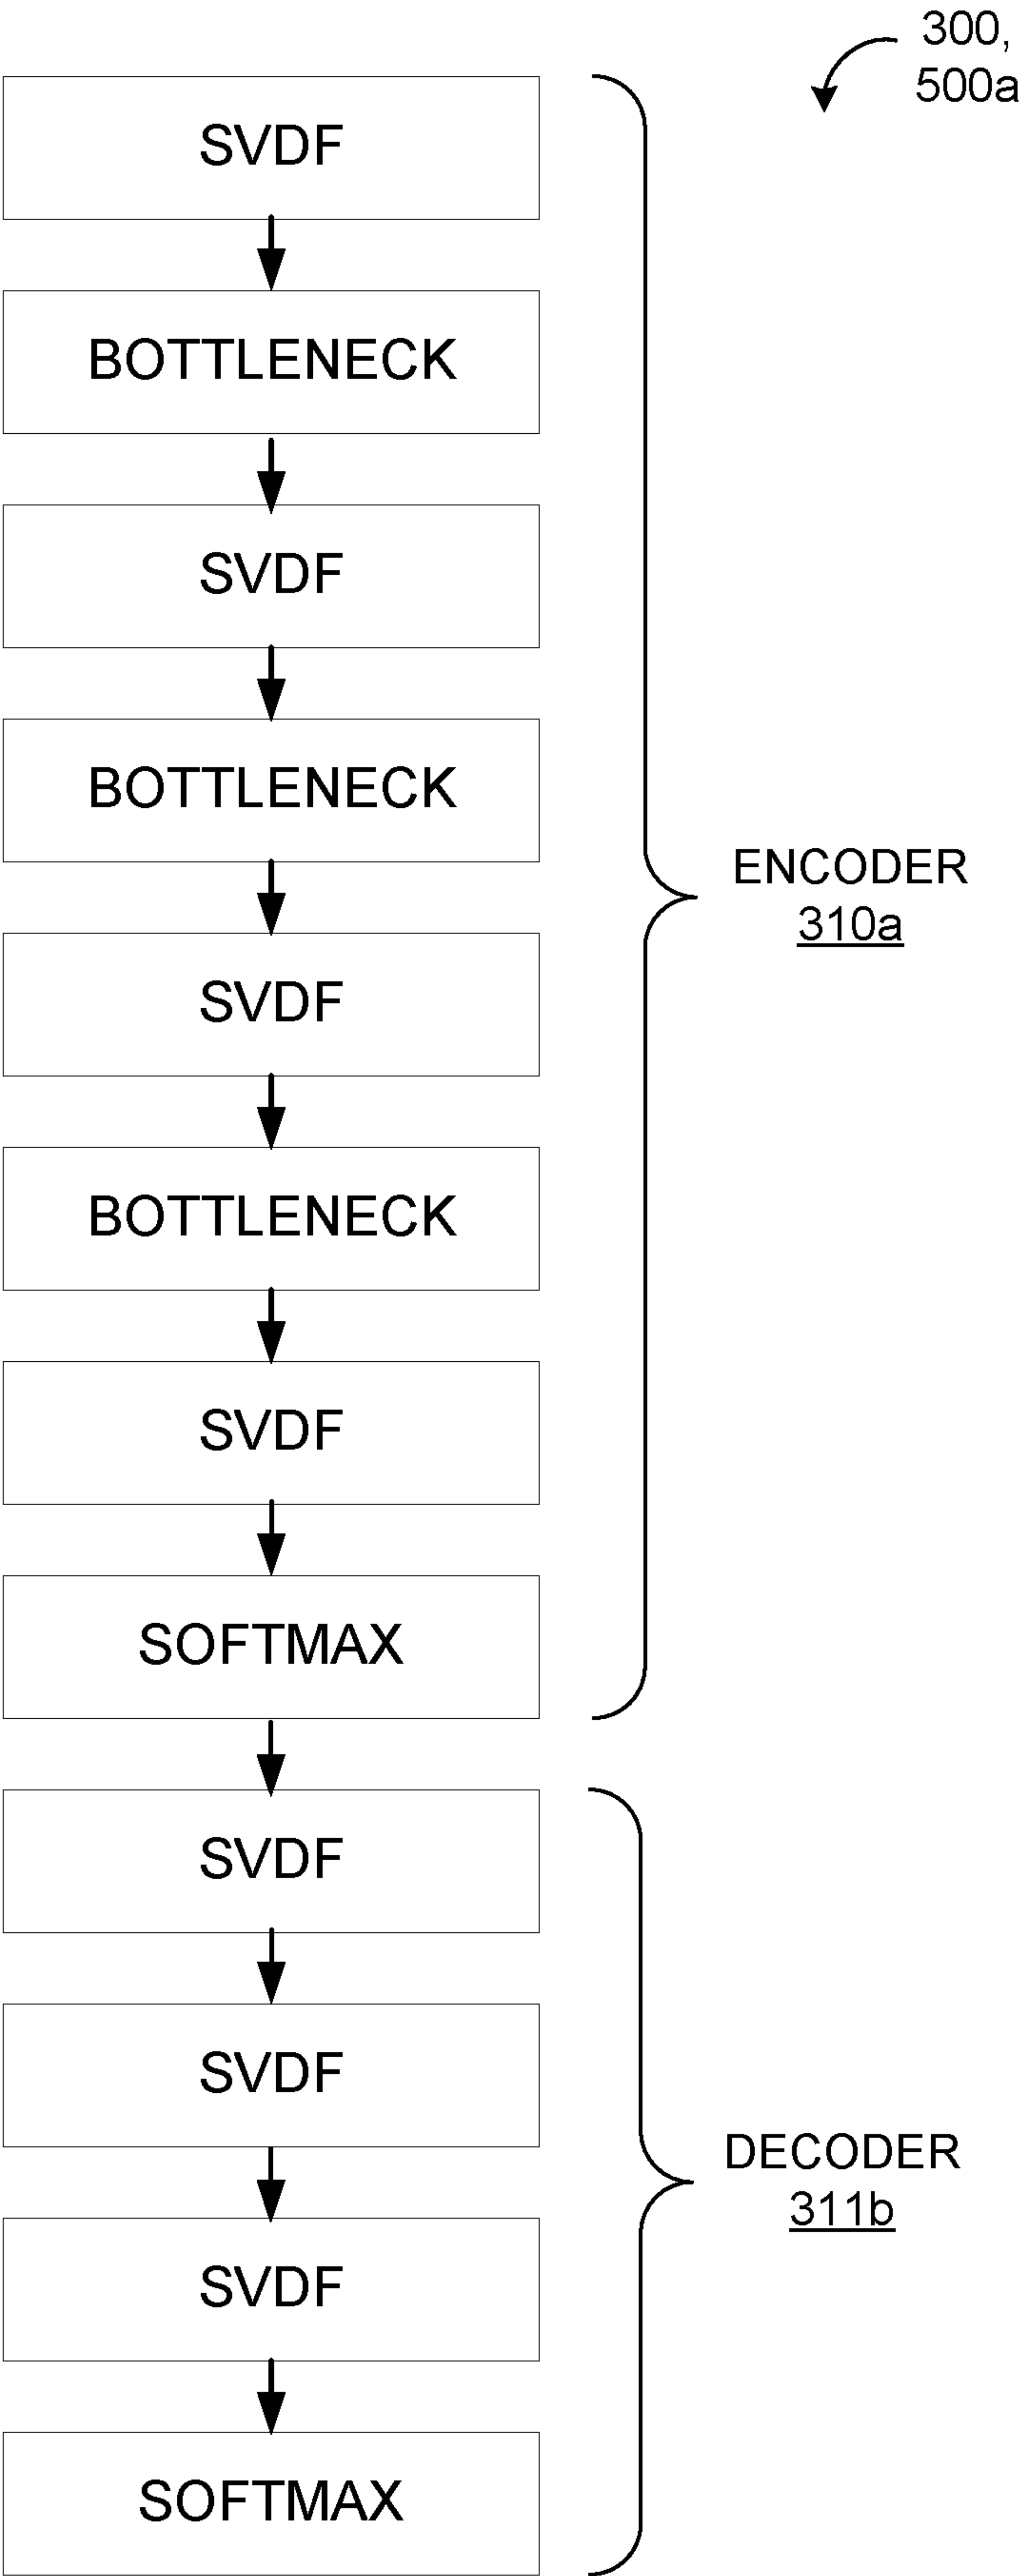 300,
500a
SVDF
BOTTLENECK
SVDF
BOTTLENECK
SVDF
BOTTLENECK
SVDF
SOFTMAX
ENCODER
310a
SVDF
SVDF
SVDF
SOFTMAX
DECODER
311b